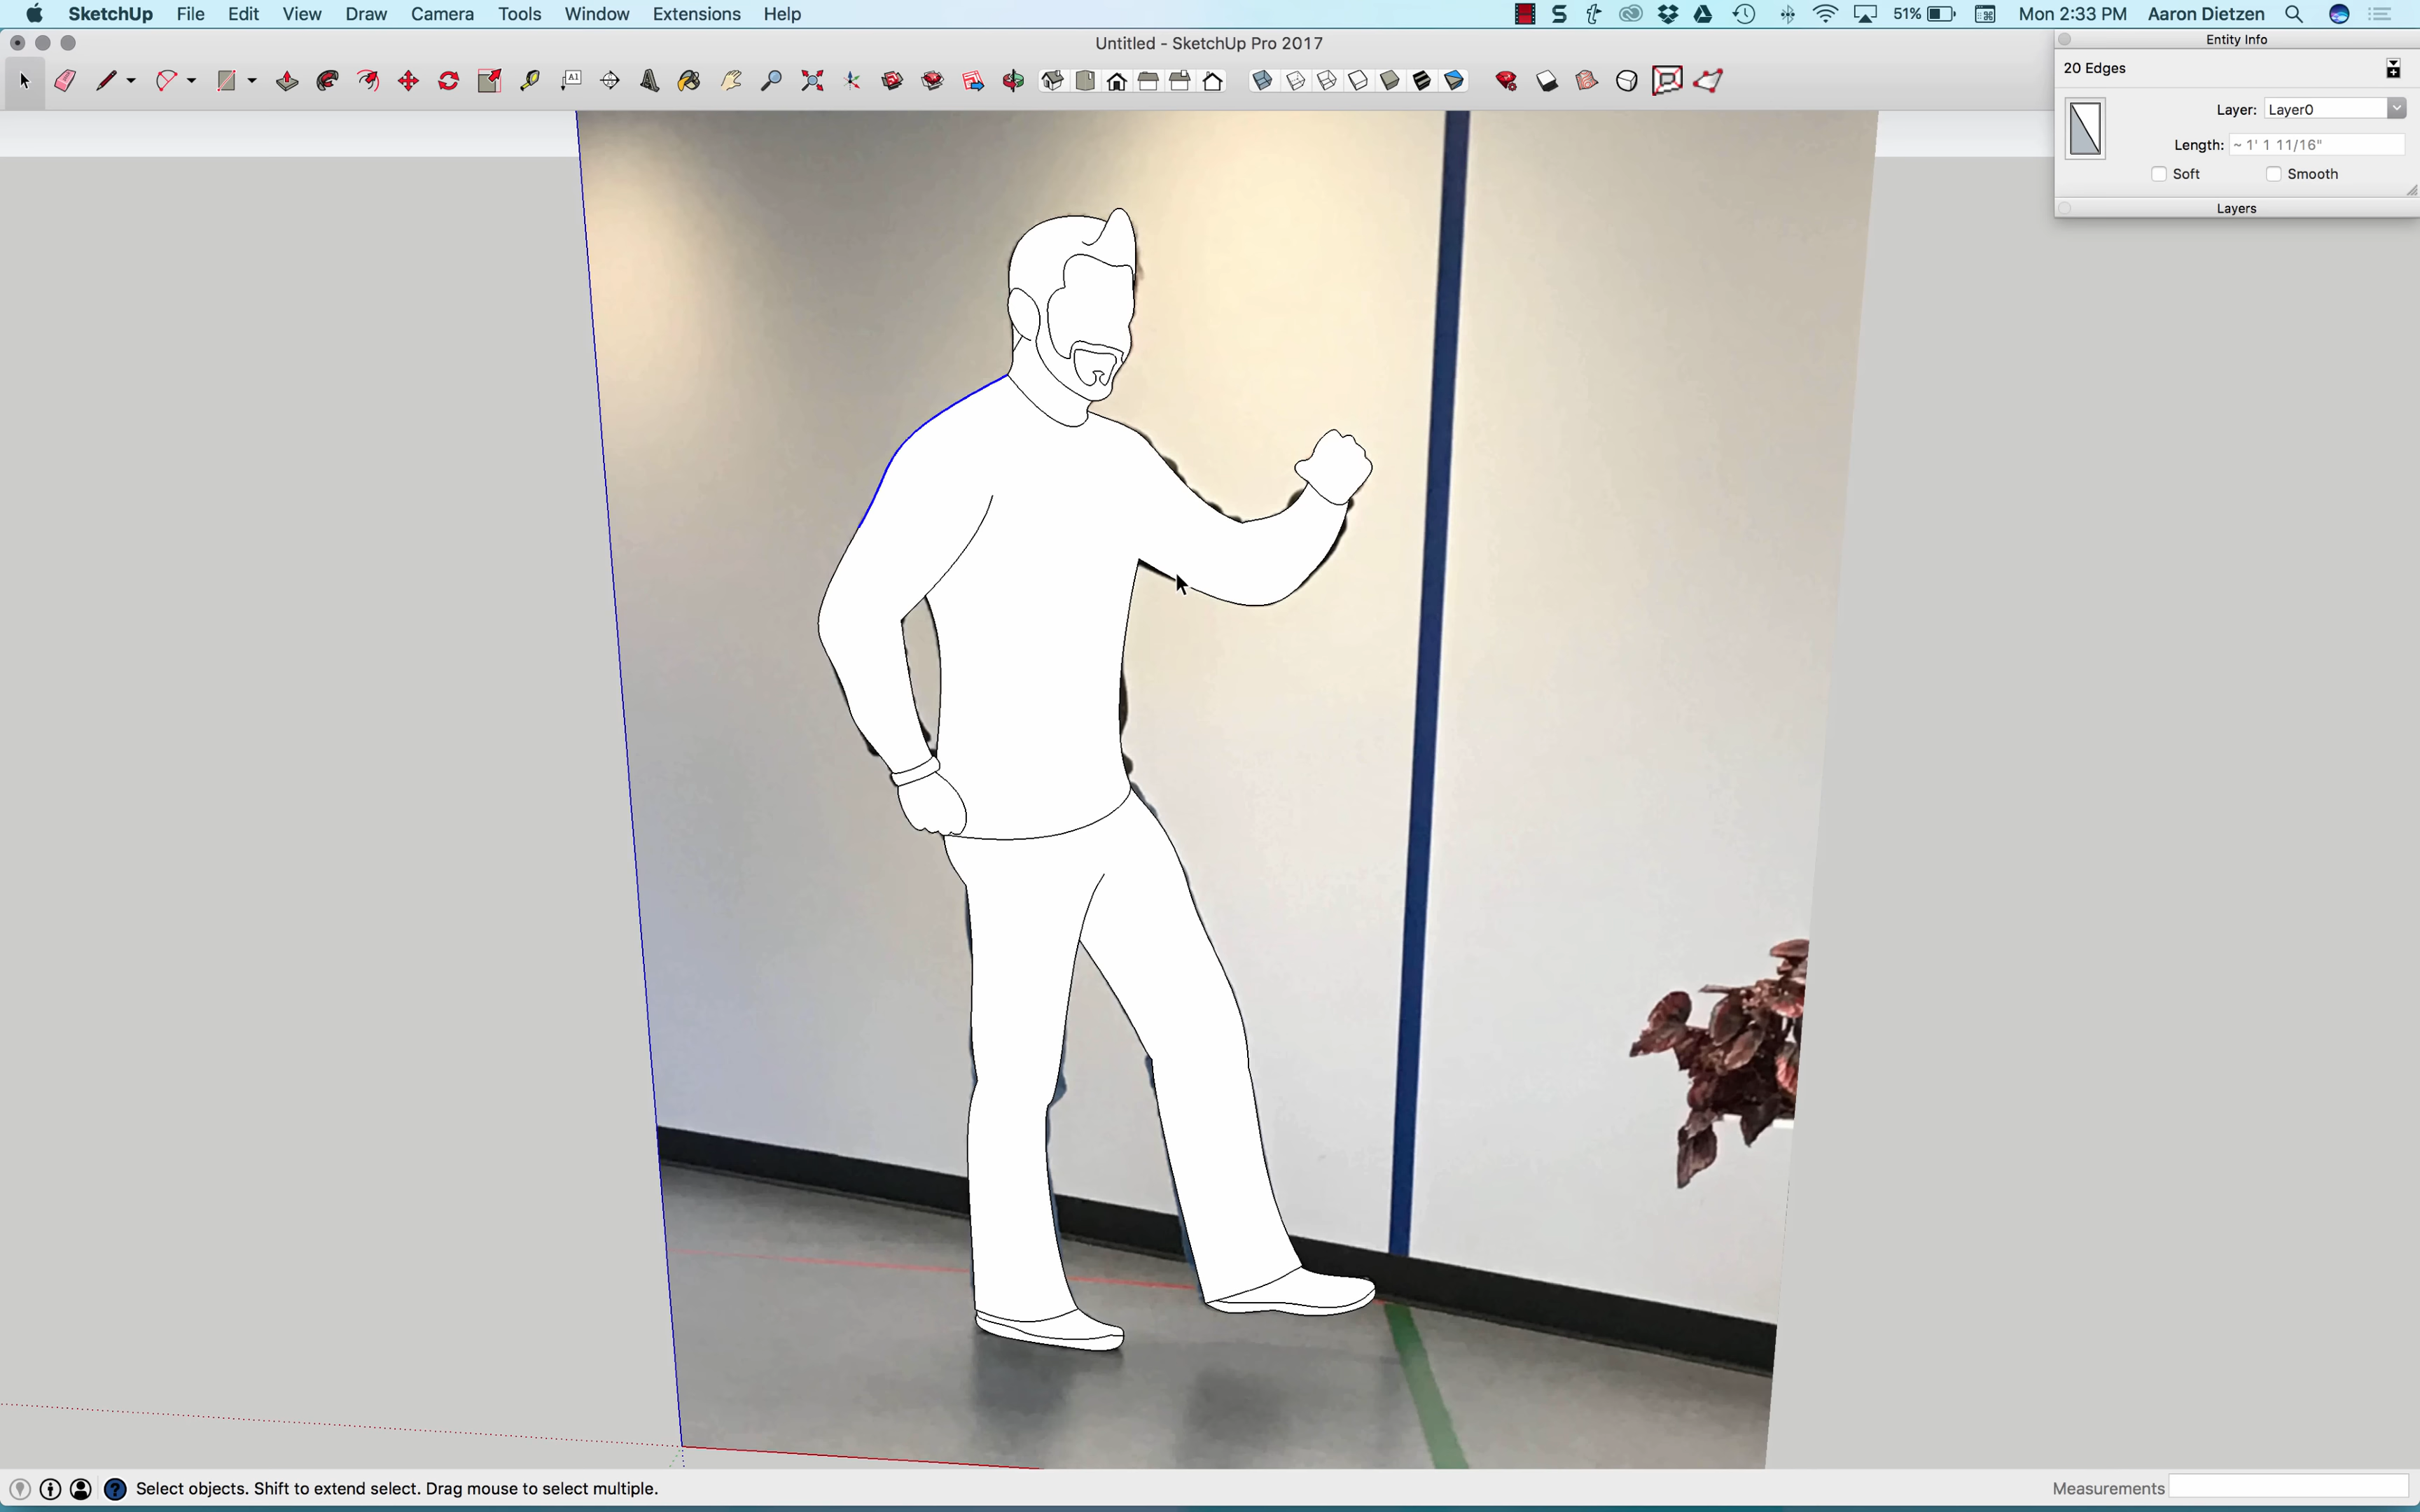 SketchUp File Edit View Draw Camera Tools Window Extensions Help 51% Mon 2:33 PM Aaron Dietzen
Untitled - SketchUp Pro 2017
Entity Info
20 Edges
Layer: Layer0
Length: ~ 1' 1 11/16"
Soft Smooth
Layers
A1
Select objects. Shift to extend select. Drag mouse to select multiple.
Measurements